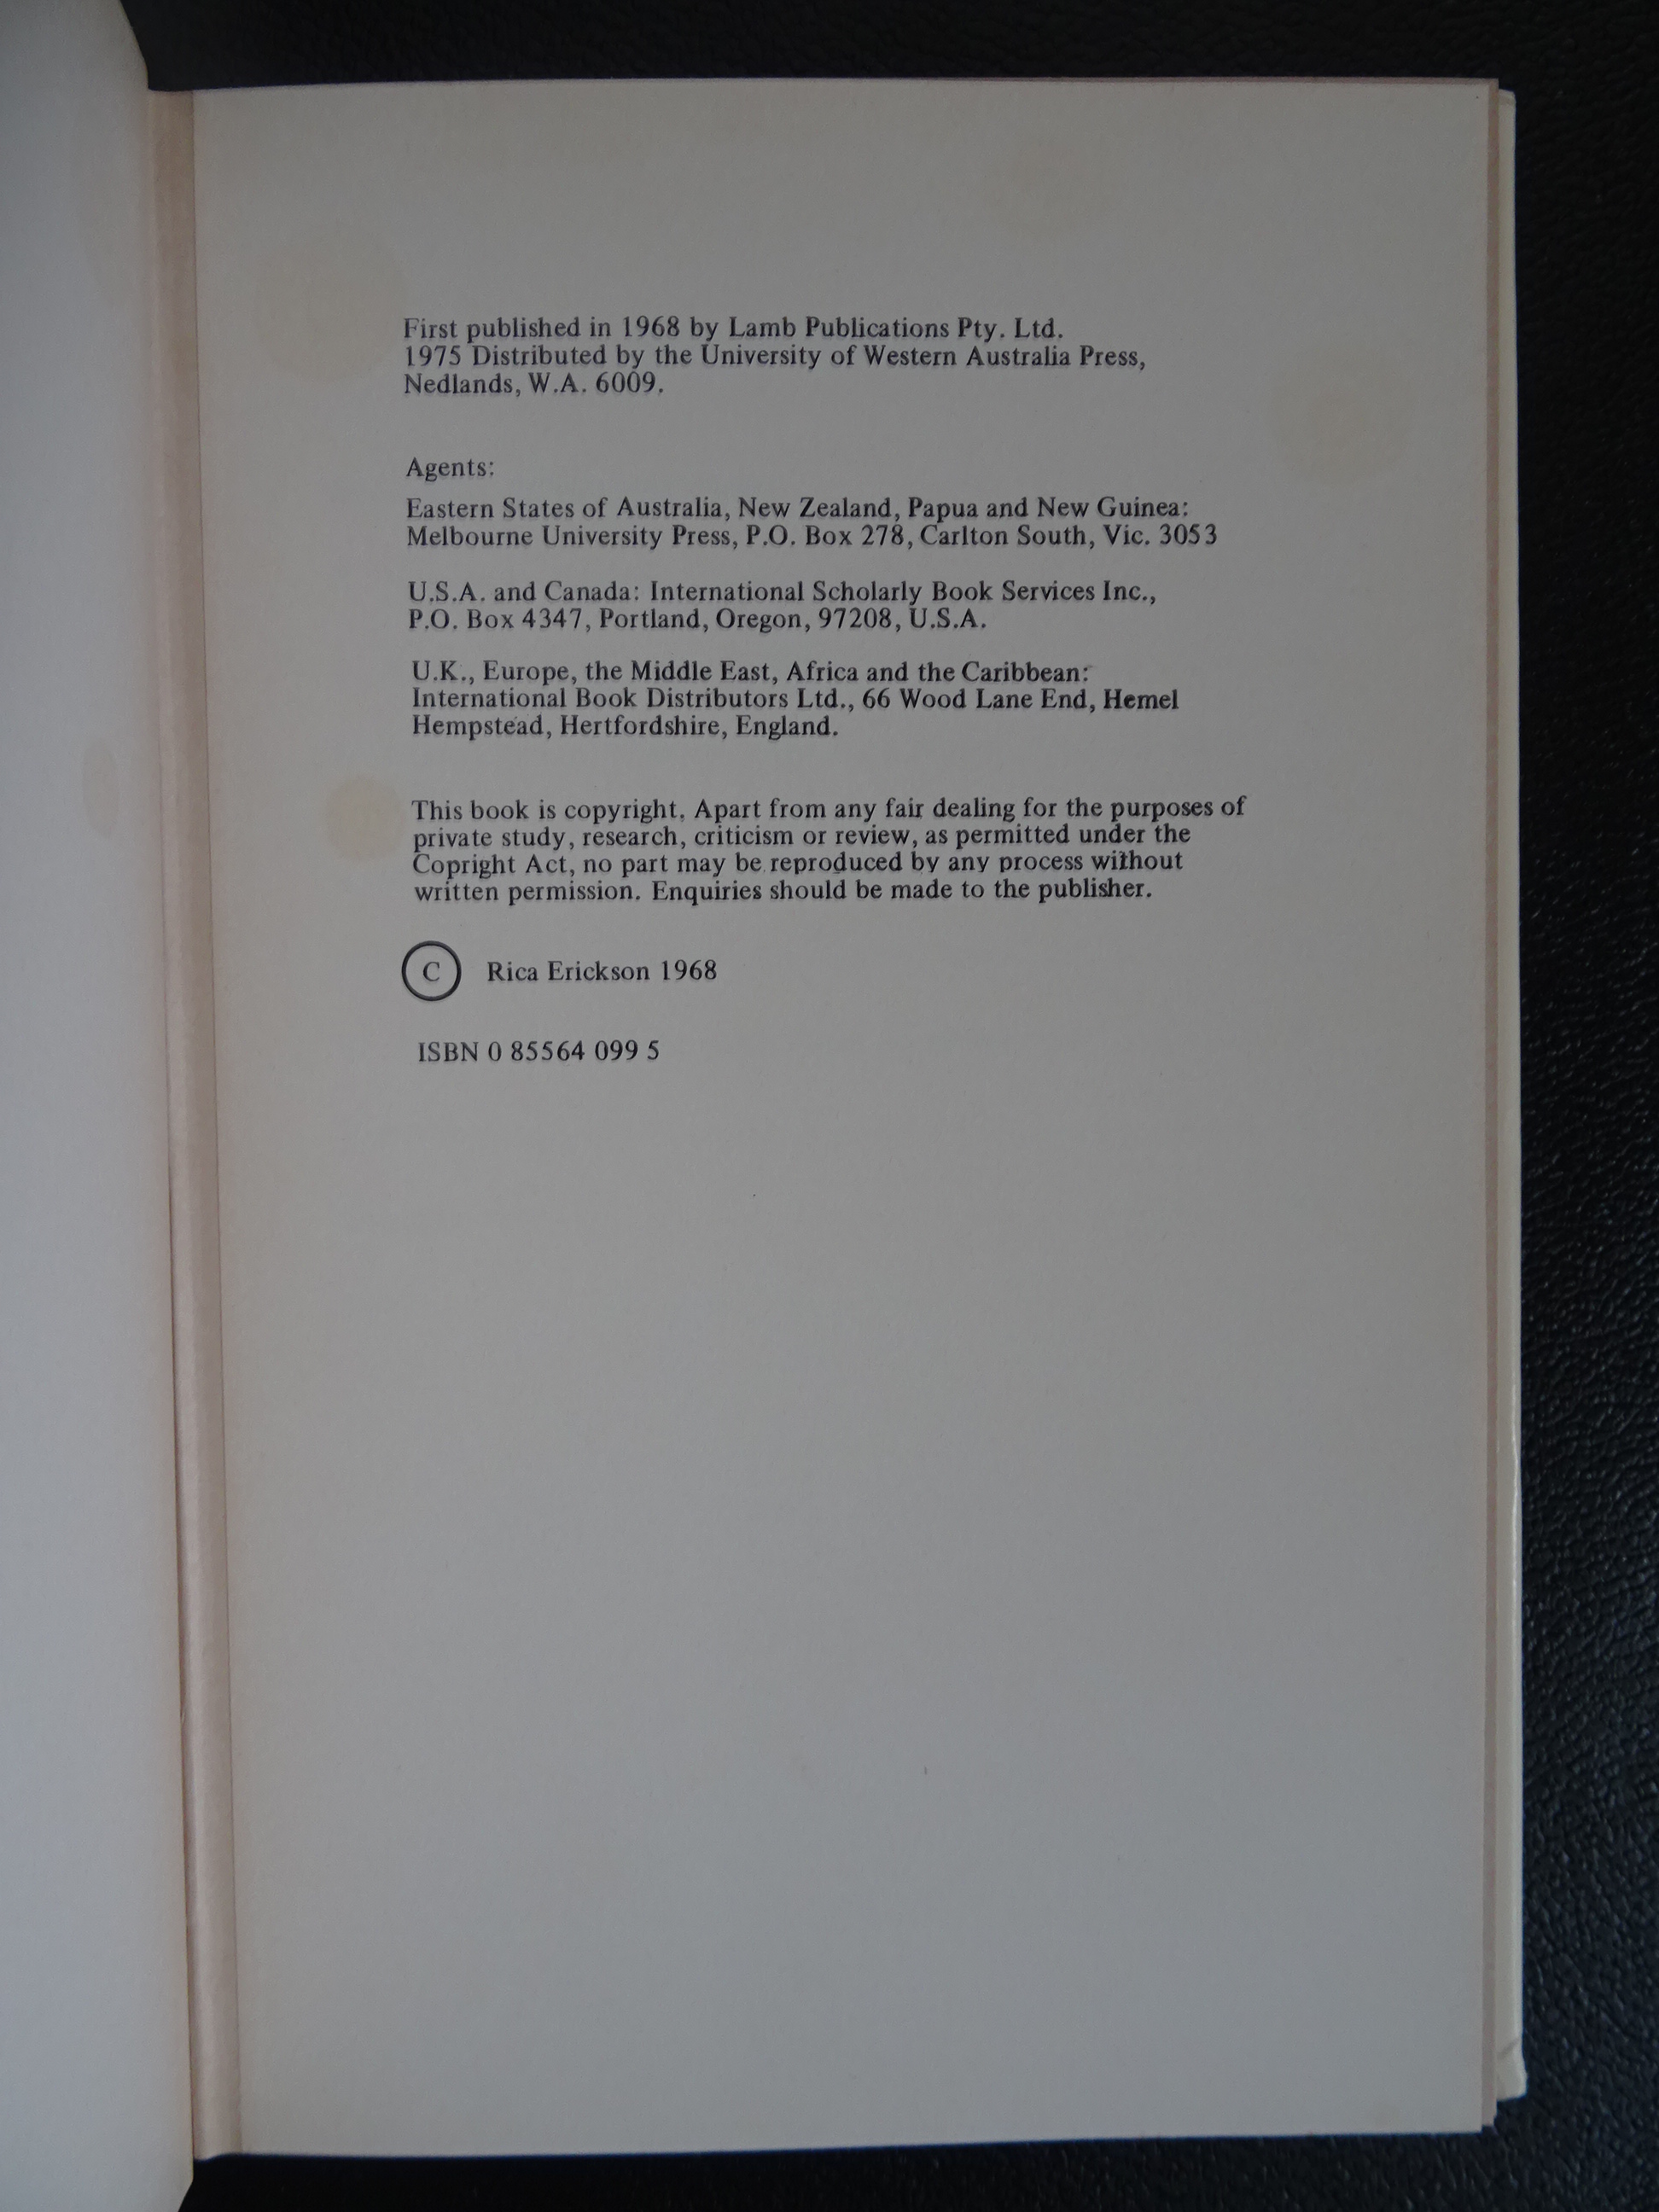 First published in 1968 by Lamb Publications Pty. Ltd.
1975 Distributed by the University of Western Australia Press,
Nedlands, W.A. 6009.
Agents:
Eastern States of Australia, New Zealand, Papua and New Guinea:
Melbourne University Press, P.O. Box 278, Carlton South, Vic. 3053
U.S.A. and Canada: International Scholarly Book Services Inc.,
P.O. Box 4347, Portland, Oregon, 97208, U.S.A.
U.K., Europe, the Middle East, Africa and the Caribbean:
International Book Distributors Ltd., 66 Wood Lane End, Hemel
Hempstead, Hertfordshire, England.
This book is copyright. Apart from any fair dealing for the purposes of
private study, research, criticism or review, as permitted under the
Copright Act, no part may be reproduced by any process without
written permission. Enquiries should be made to the publisher.
© Rica Erickson 1968
ISBN 0 85564 099 5